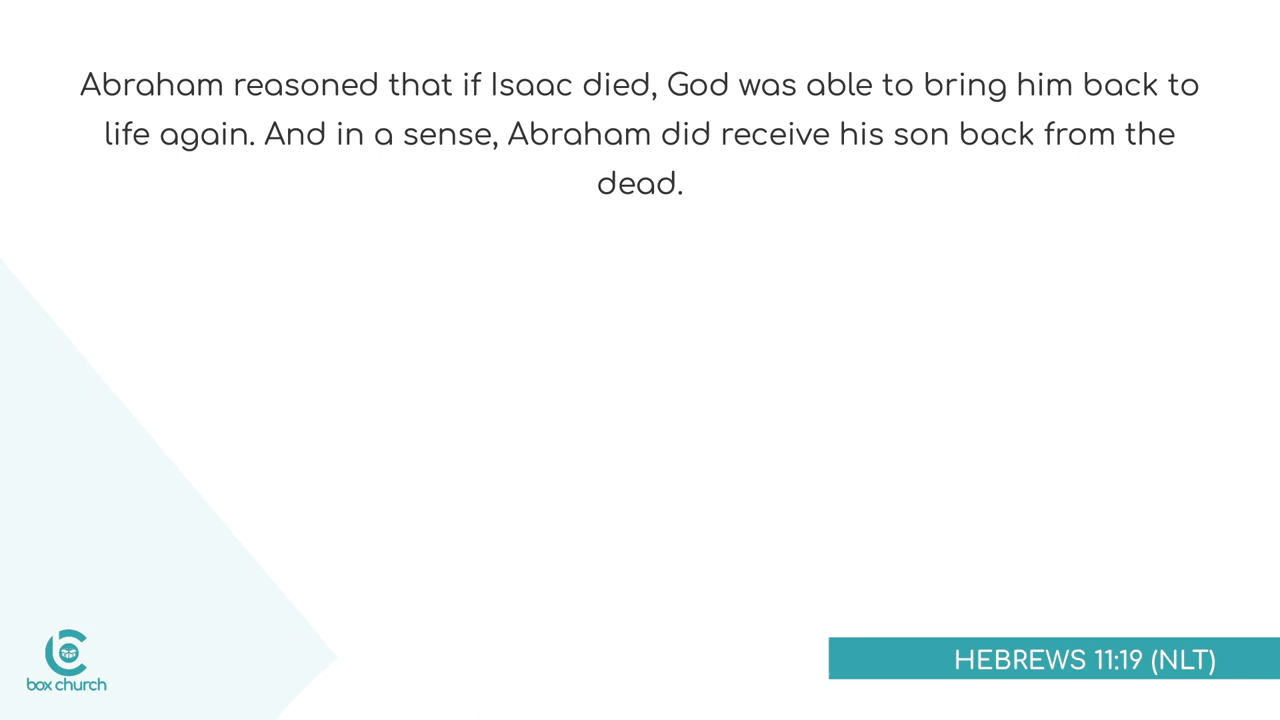 Abraham reasoned that if Isaac died, God was able to bring him back to
life again. And in a sense, Abraham did receive his son back from the
dead.
box church
HEBREWS 11:19 (NLT)